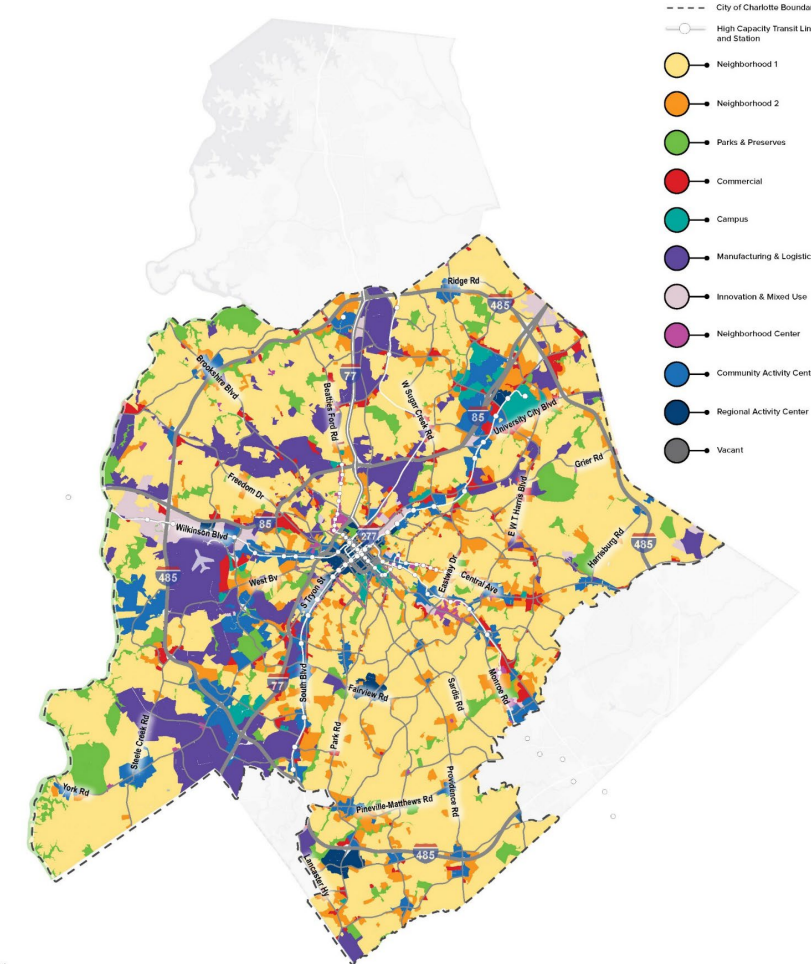 City of Charlotte Boundar
High Capacity Transit Lin
and Station
Neighborhood 1
Neighborhood 2
Parks & Preserves
Commercial
Campus
Manufacturing & Logistic
Innovation & Mixed Use
Neighborhood Center
Community Activity Cent
Regional Activity Center
Vacant
Ridge Rd
485
Brookshire Blvd
77
Beatties Ford Rd
W Sugar Creek Rd
85
University City Blvd
Grier Rd
Freedom Dr
E W T Harris Blvd
85
Wilkinson Blvd
277
Harrisburg Rd
485
485
West Bv
S Tryon St
Eastway Dr
Central Ave
77
South Blvd
Fairview Rd
Sardis Rd
Monroe Rd
Steele Creek Rd
Park Rd
York Rd
Providence Rd
Pineville-Matthews Rd
485
Lancaster Hy